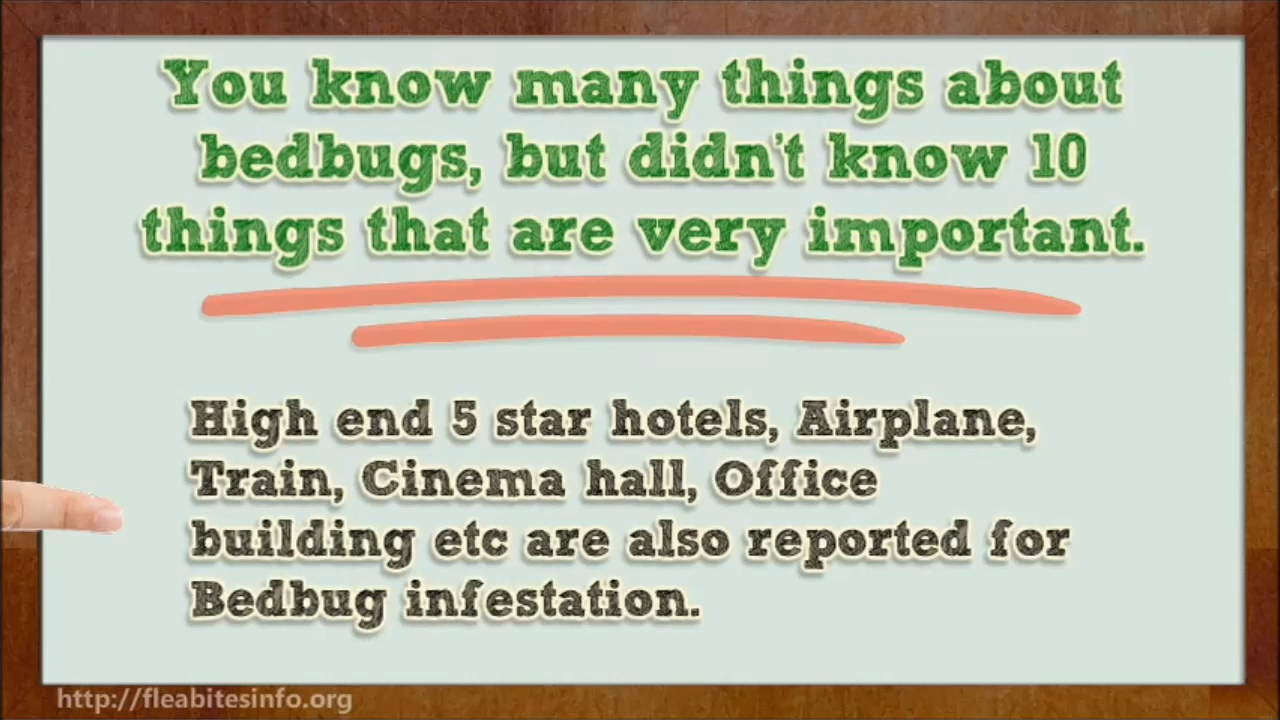 You know many things about
bedbugs, but didn't know 10
things that are very important.
High end 5 star hotels, Airplane,
Train, Cinema hall, Office
building etc are also reported for
Bedbug infestation.
http://fleabitesinfo.org